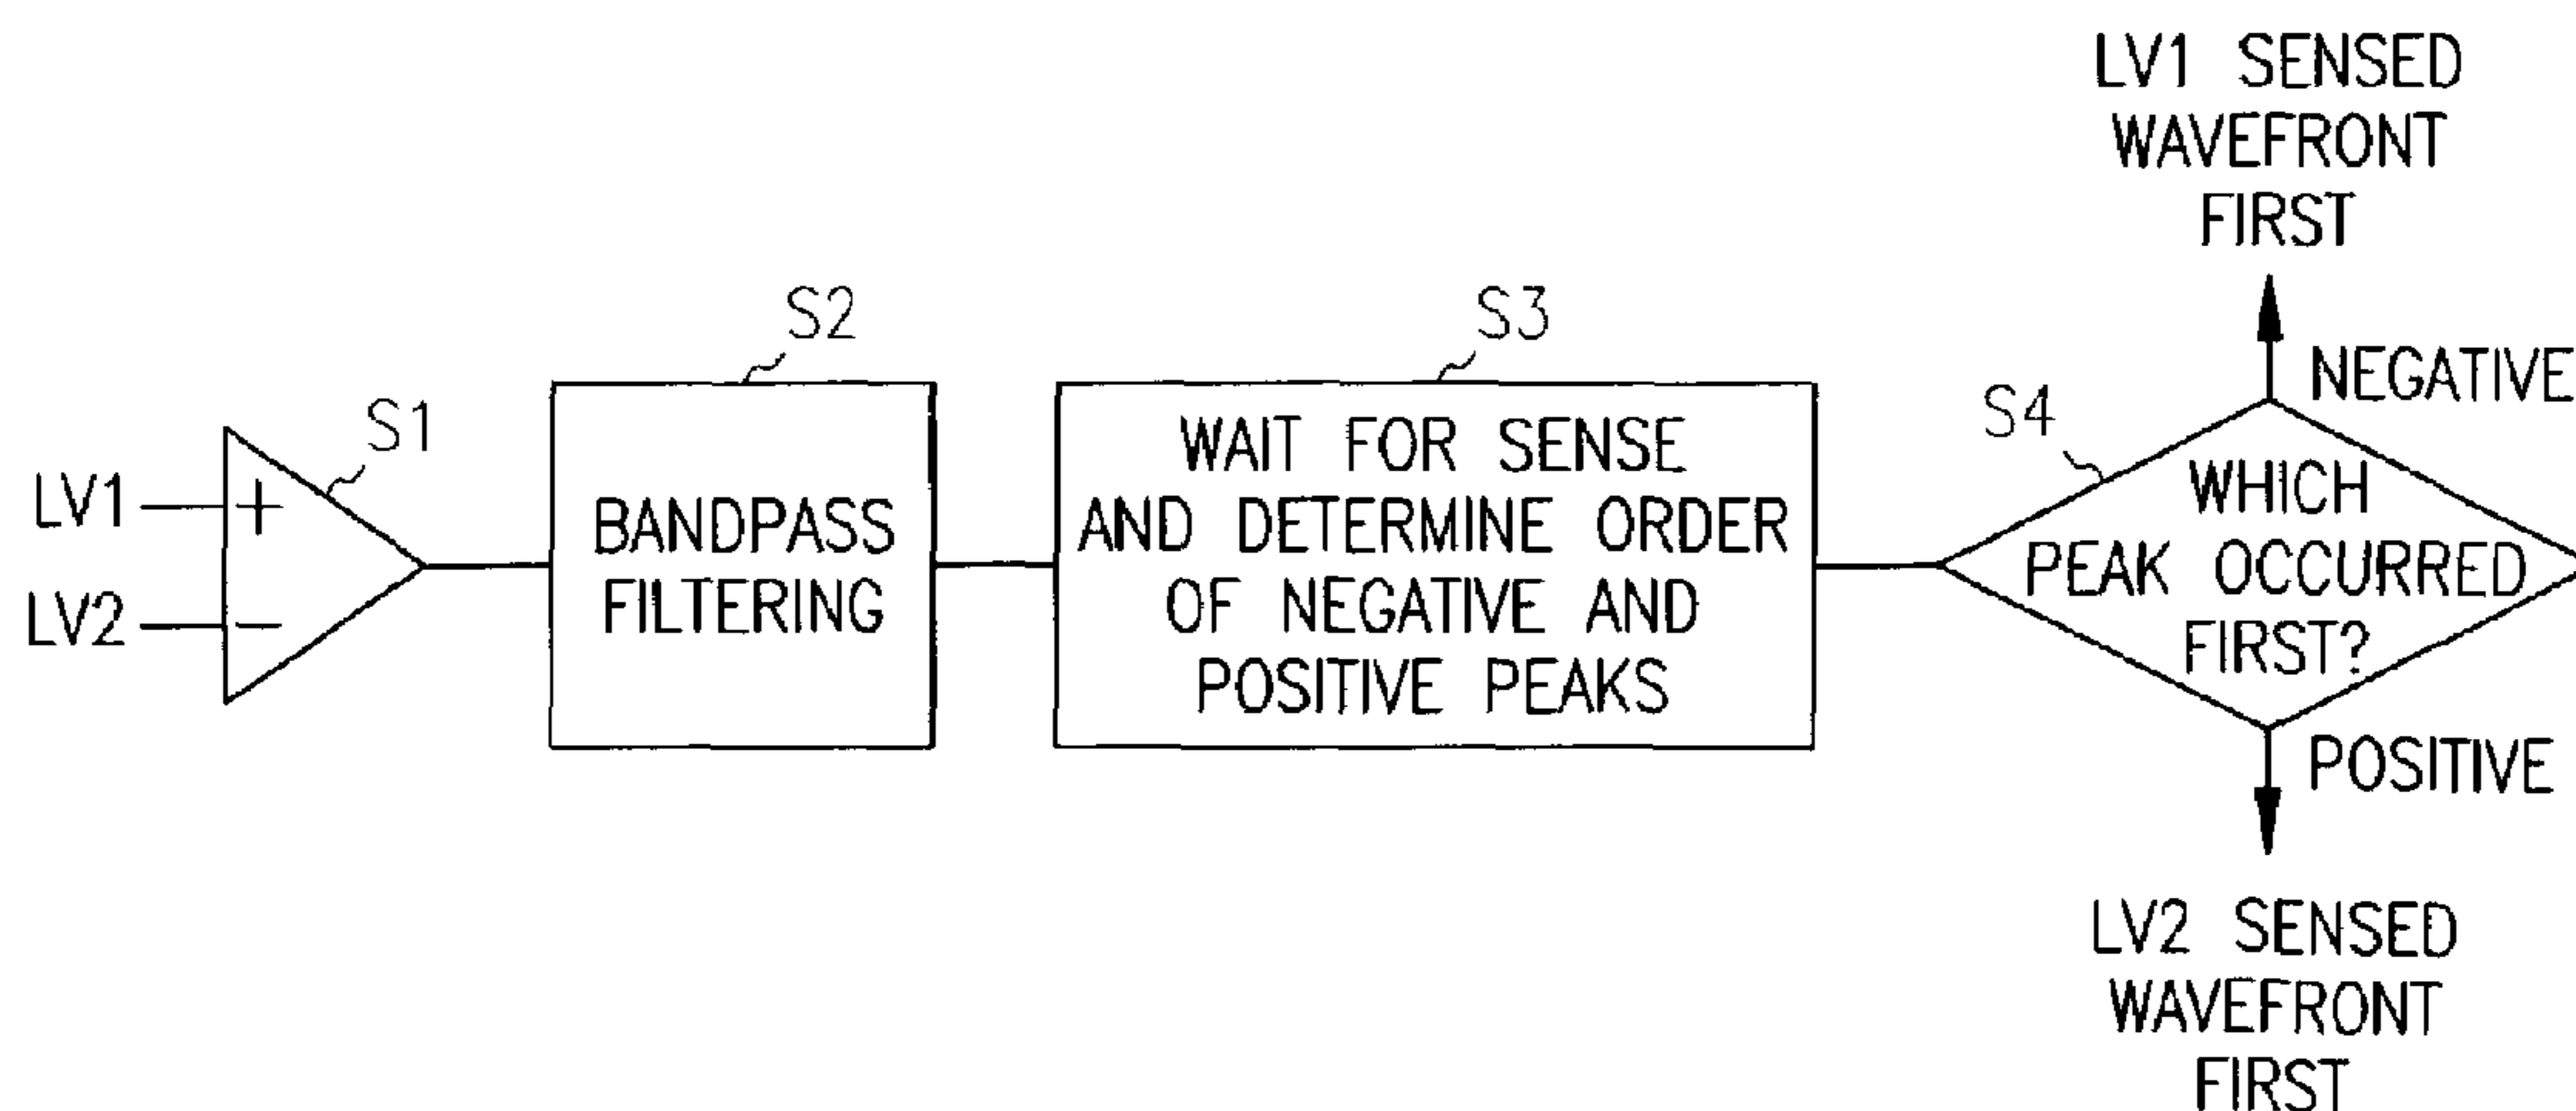 LV1
+
LV2
−
S1
S2
BANDPASS
FILTERING
S3
WAIT FOR SENSE
AND DETERMINE ORDER
OF NEGATIVE AND
POSITIVE PEAKS
S4
WHICH
PEAK OCCURRED
FIRST?
NEGATIVE
LV1 SENSED
WAVEFRONT
FIRST
POSITIVE
LV2 SENSED
WAVEFRONT
FIRST